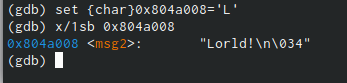 (gdb) set {char}0x804a008='L'
(gdb) x/1sb 0x804a008
0x804a008 <msg2>:       "Lorld!\n\034"
(gdb)